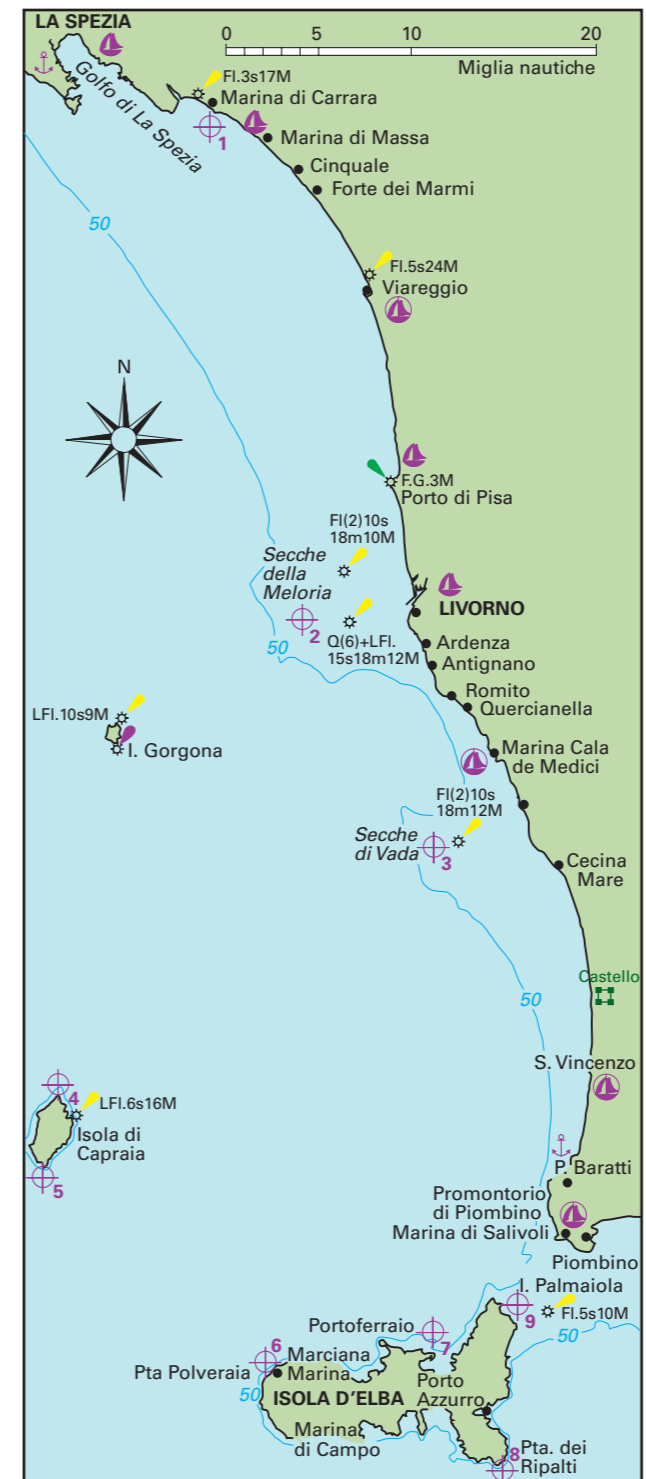 LA SPEZIA
0 5 10 20
Miglia nautiche
Golfo di La Spezia
Fl.3s17M
Marina di Carrara
1
Marina di Massa
Cinquale
Forte dei Marmi
50
Fl.5s24M
Viareggio
N
F.G.3M
Porto di Pisa
Fl(2)10s
18m10M
Secche
della
Meloria
2
LIVORNO
Q(6)+LFl.
15s18m12M
50
Ardenza
Antignano
Romito
Quercianella
LFl.10s9M
I. Gorgona
Marina Cala
de Medici
Fl(2)10s
18m12M
Secche
di Vada
3
Cecina
Mare
Castello
50
S. Vincenzo
4
LFl.6s16M
Isola di
Capraia
5
P. Baratti
Promontorio
di Piombino
Marina di Salivoli
Piombino
I. Palmaiola
9
Fl.5s10M
50
Portoferraio
7
6
Marciana
Marina
Pta Polveraia
50
ISOLA D'ELBA
Porto
Azzurro
Marina
di Campo
8
Pta. dei
Ripalti